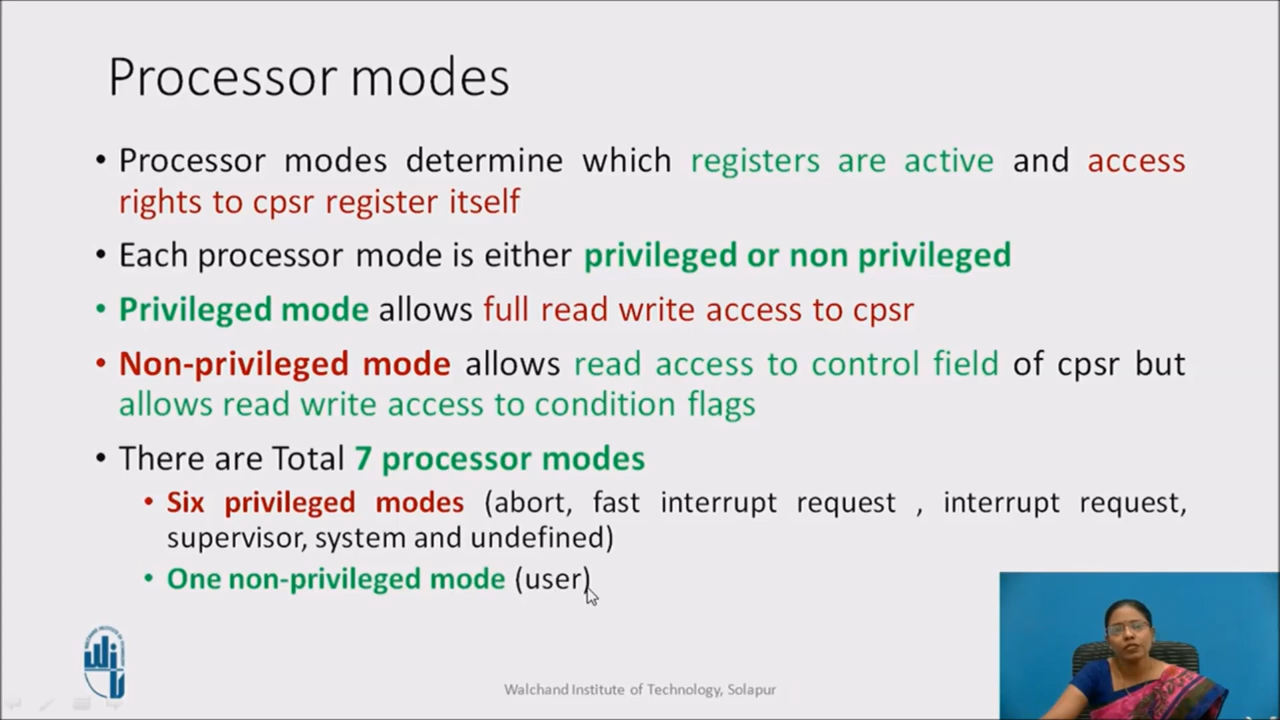 Processor modes
• Processor modes determine which registers are active and access
rights to cpsr register itself
• Each processor mode is either privileged or non privileged
• Privileged mode allows full read write access to cpsr
• Non-privileged mode allows read access to control field of cpsr but
allows read write access to condition flags
• There are Total 7 processor modes
• Six privileged modes (abort, fast interrupt request , interrupt request,
supervisor, system and undefined)
• One non-privileged mode (user)
Walchand Institute of Technology, Solapur